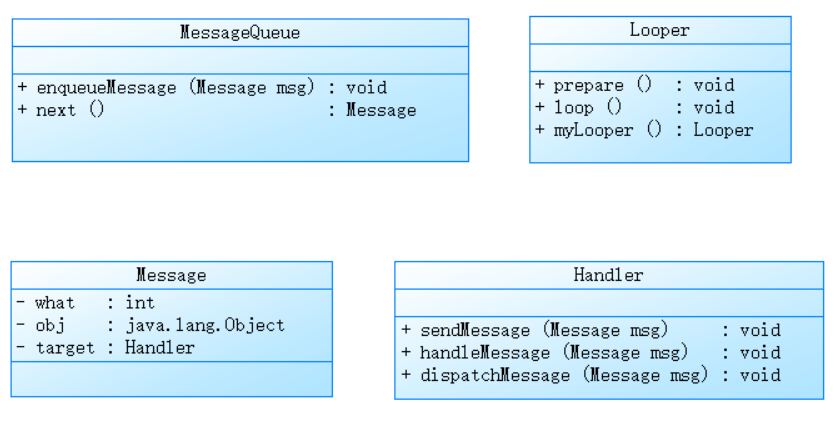 MessageQueue
+ enqueueMessage (Message msg) : void
+ next () : Message
Looper
+ prepare () : void
+ loop () : void
+ myLooper () : Looper
Message
- what : int
- obj : java.lang.Object
- target : Handler
Handler
+ sendMessage (Message msg) : void
+ handleMessage (Message msg) : void
+ dispatchMessage (Message msg) : void